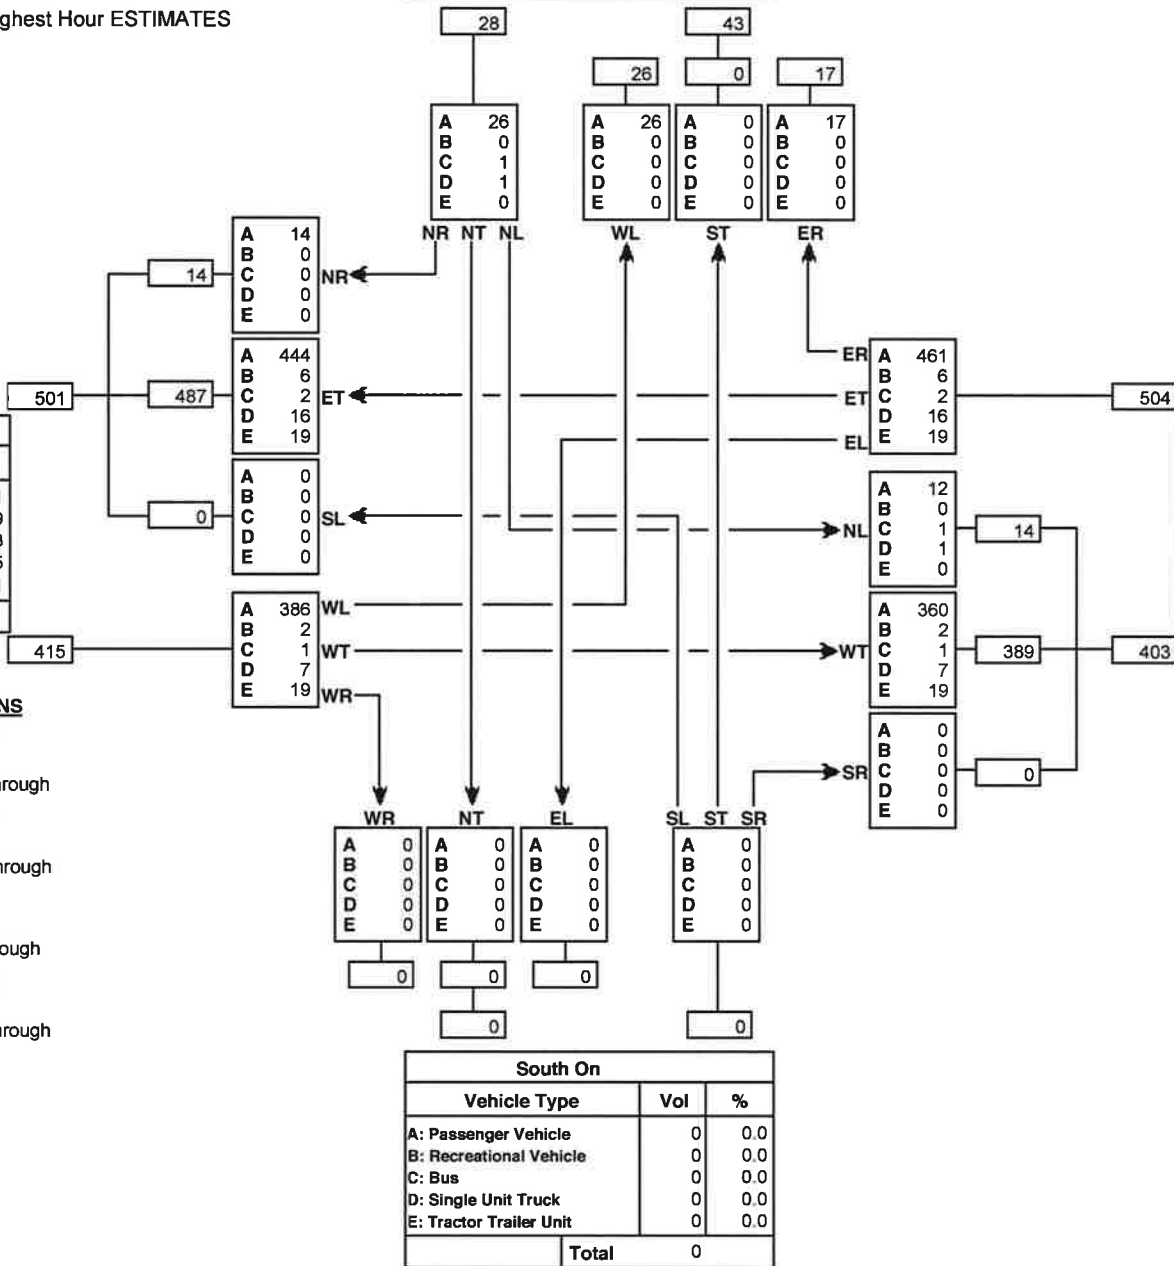 ghest Hour ESTIMATES
28
43
26
0
17
A 26
B 0
C 1
D 1
E 0
A 26
B 0
C 0
D 0
E 0
A 0
B 0
C 0
D 0
E 0
A 17
B 0
C 0
D 0
E 0
NR NT NL
WL
ST
ER
A 14
B 0
C 0
D 0
E 0
14
NR
A 444
B 6
C 2
D 16
E 19
501
487
ET
A 0
B 0
C 0
D 0
E 0
0
SL
A 386
B 2
C 1
D 7
E 19
415
WL
WT
WR
ER
ET
EL
A 461
B 6
C 2
D 16
E 19
504
NL
A 12
B 0
C 1
D 1
E 0
14
WT
A 360
B 2
C 1
D 7
E 19
389
403
SR
A 0
B 0
C 0
D 0
E 0
0
NS
rough
hrough
ough
rough
WR
NT
EL
SL ST SR
A 0
B 0
C 0
D 0
E 0
A 0
B 0
C 0
D 0
E 0
A 0
B 0
C 0
D 0
E 0
A 0
B 0
C 0
D 0
E 0
0
0
0
0
0
South On
Vehicle Type Vol %
A: Passenger Vehicle 0 0.0
B: Recreational Vehicle 0 0.0
C: Bus 0 0.0
D: Single Unit Truck 0 0.0
E: Tractor Trailer Unit 0 0.0
Total 0